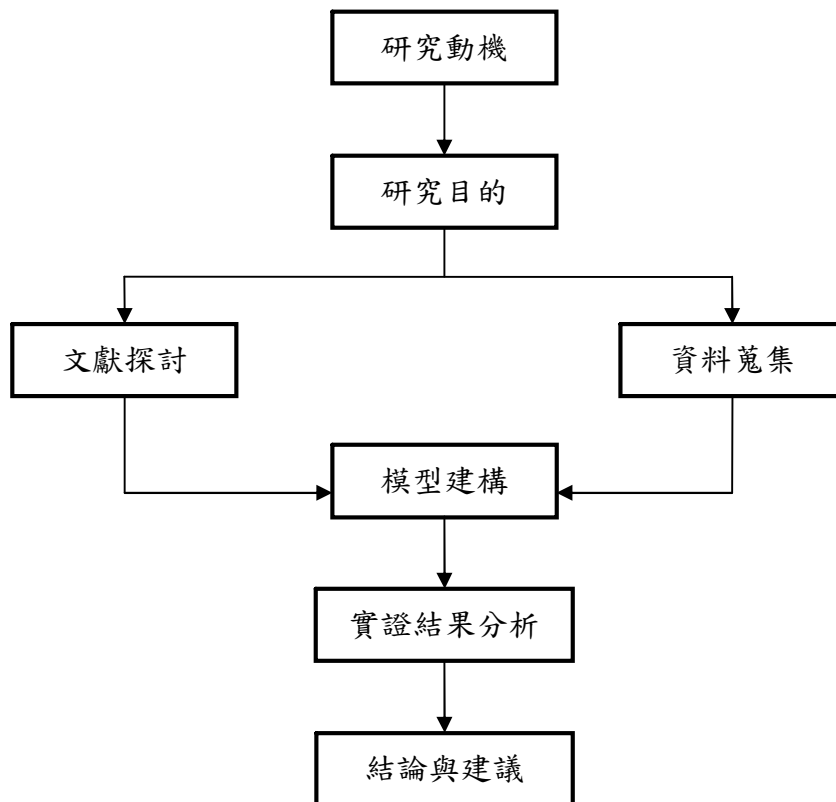 研究動機
研究目的
文獻探討
資料蒐集
模型建構
實證結果分析
結論與建議